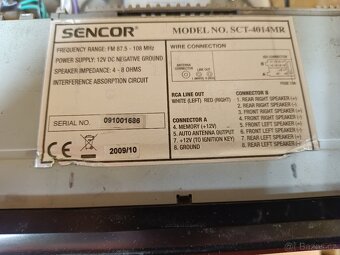 SENCOR
MODEL NO. SCT-4014MR
FREQUENCY RANGE: FM 87.5 - 108 MHz
POWER SUPPLY: 12V DC NEGATIVE GROUND
SPEAKER IMPEDANCE: 4 - 8 OHMS
INTERFERENCE ABSORPTION CIRCUIT
SERIAL NO. 091001686
CE
2009/10
WIRE CONNECTION
RCA LINE OUT
WHITE (LEFT) RED (RIGHT)
CONNECTOR A
4. MEMORY (+12V)
5. AUTO ANTENNA OUTPUT
7. +12V (TO IGNITION KEY)
8. GROUND
CONNECTOR B
1. REAR RIGHT SPEAKER (+)
2. REAR RIGHT SPEAKER (-)
3. FRONT RIGHT SPEAKER (+)
4. FRONT RIGHT SPEAKER (-)
5. FRONT LEFT SPEAKER (+)
6. FRONT LEFT SPEAKER (-)
7. REAR LEFT SPEAKER (+)
8. REAR LEFT SPEAKER (-)